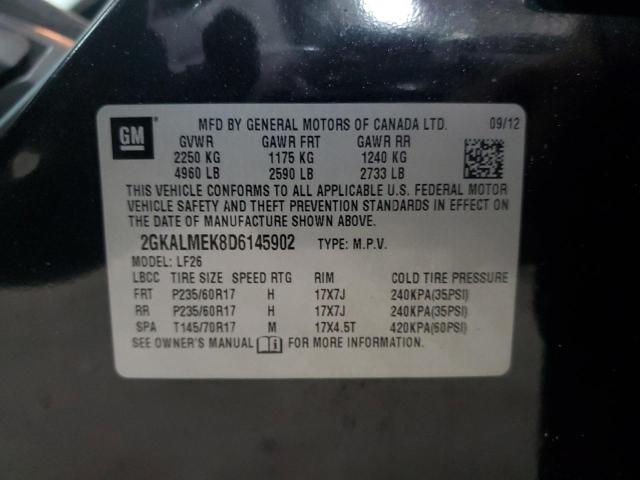 GM MFD BY GENERAL MOTORS OF CANADA LTD. 09/12
GVWR GAWR FRT GAWR RR
2250 KG 1175 KG 1240 KG
4960 LB 2590 LB 2733 LB
THIS VEHICLE CONFORMS TO ALL APPLICABLE U.S. FEDERAL MOTOR
VEHICLE SAFETY AND THEFT PREVENTION STANDARDS IN EFFECT ON
THE DATE OF MANUFACTURE SHOWN ABOVE.
2GKALMEK8D6145902 TYPE: M.P.V.
MODEL: LF26
LBCC TIRE SIZE SPEED RTG RIM COLD TIRE PRESSURE
FRT P235/60R17 H 17X7J 240KPA(35PSI)
RR P235/60R17 H 17X7J 240KPA(35PSI)
SPA T145/70R17 M 17X4.5T 420KPA(60PSI)
SEE OWNER'S MANUAL FOR MORE INFORMATION.